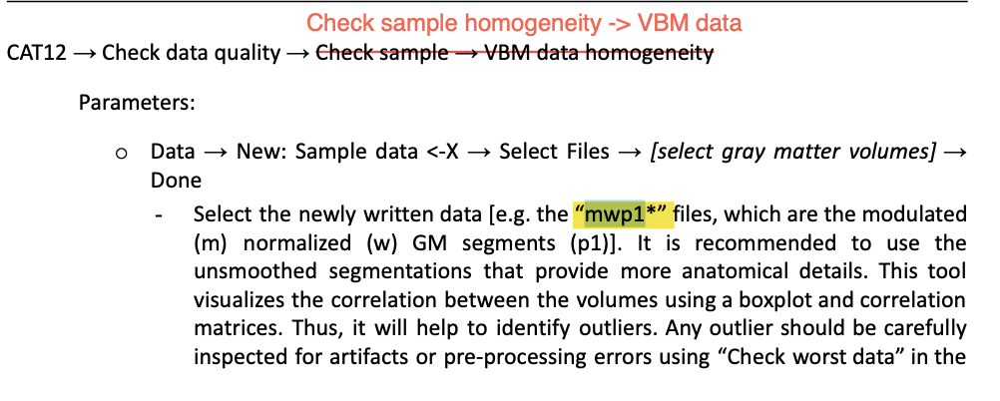 Check sample homogeneity -> VBM data
CAT12 → Check data quality → Check sample → VBM data homogeneity
Parameters:
o Data → New: Sample data <-X → Select Files → [select gray matter volumes] →
Done
- Select the newly written data [e.g. the “mwp1*” files, which are the modulated
(m) normalized (w) GM segments (p1)]. It is recommended to use the
unsmoothed segmentations that provide more anatomical details. This tool
visualizes the correlation between the volumes using a boxplot and correlation
matrices. Thus, it will help to identify outliers. Any outlier should be carefully
inspected for artifacts or pre-processing errors using “Check worst data” in the